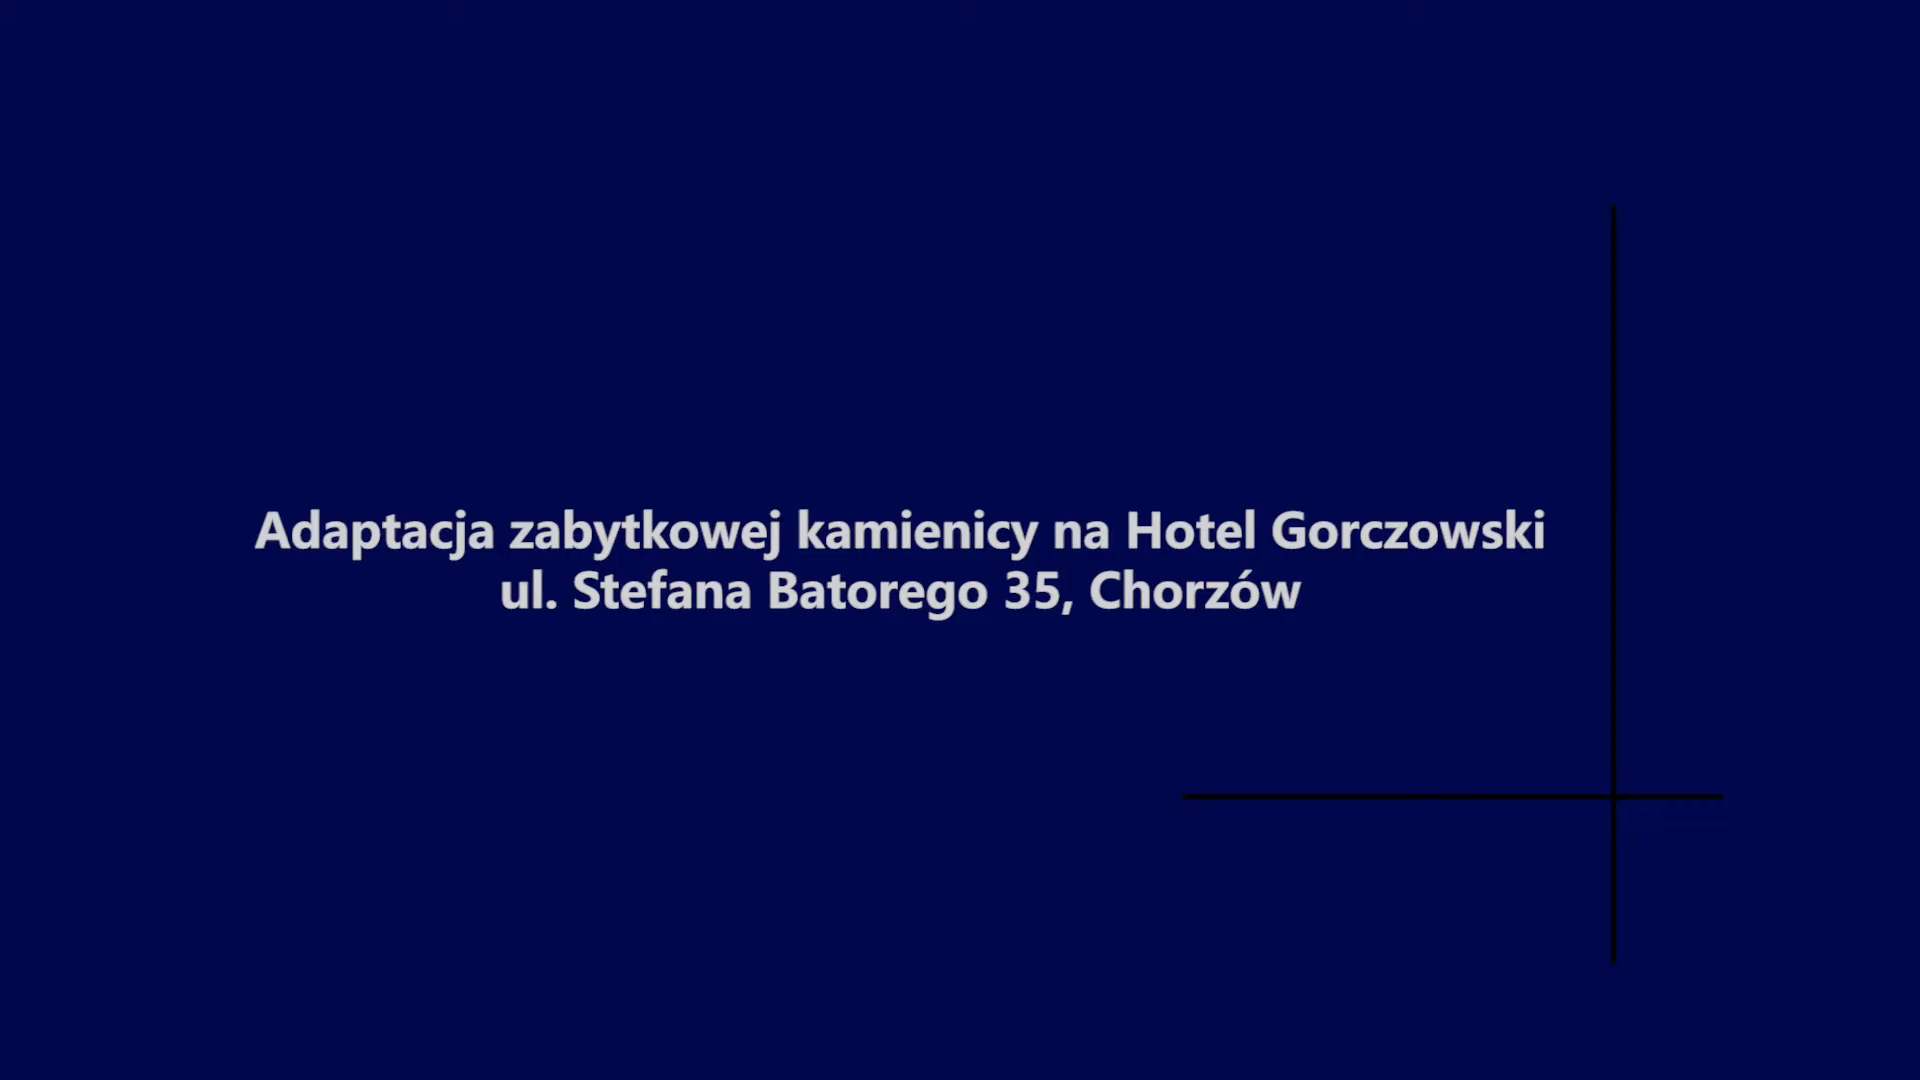 Adaptacja zabytkowej kamienicy na Hotel Gorczowski
ul. Stefana Batorego 35, Chorzów